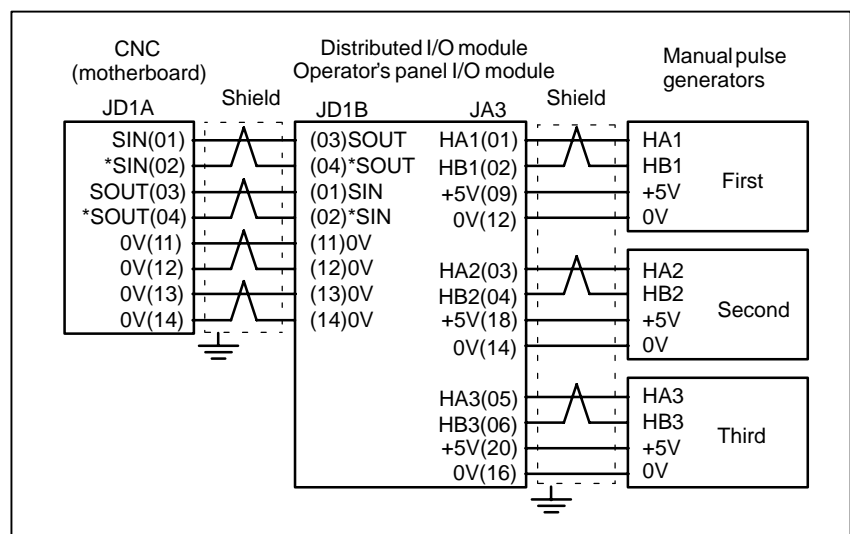 CNC
(motherboard)
JD1A
Shield
Distributed I/O module
Operator's panel I/O module
JD1B
JA3
Shield
Manual pulse
generators
SIN(01)
*SIN(02)
SOUT(03)
*SOUT(04)
0V(11)
0V(12)
0V(13)
0V(14)
(03)SOUT
(04)*SOUT
(01)SIN
(02)*SIN
(11)0V
(12)0V
(13)0V
(14)0V
HA1(01)
HB1(02)
+5V(09)
0V(12)
HA2(03)
HB2(04)
+5V(18)
0V(14)
HA3(05)
HB3(06)
+5V(20)
0V(16)
HA1
HB1
+5V
0V
First
HA2
HB2
+5V
0V
Second
HA3
HB3
+5V
0V
Third